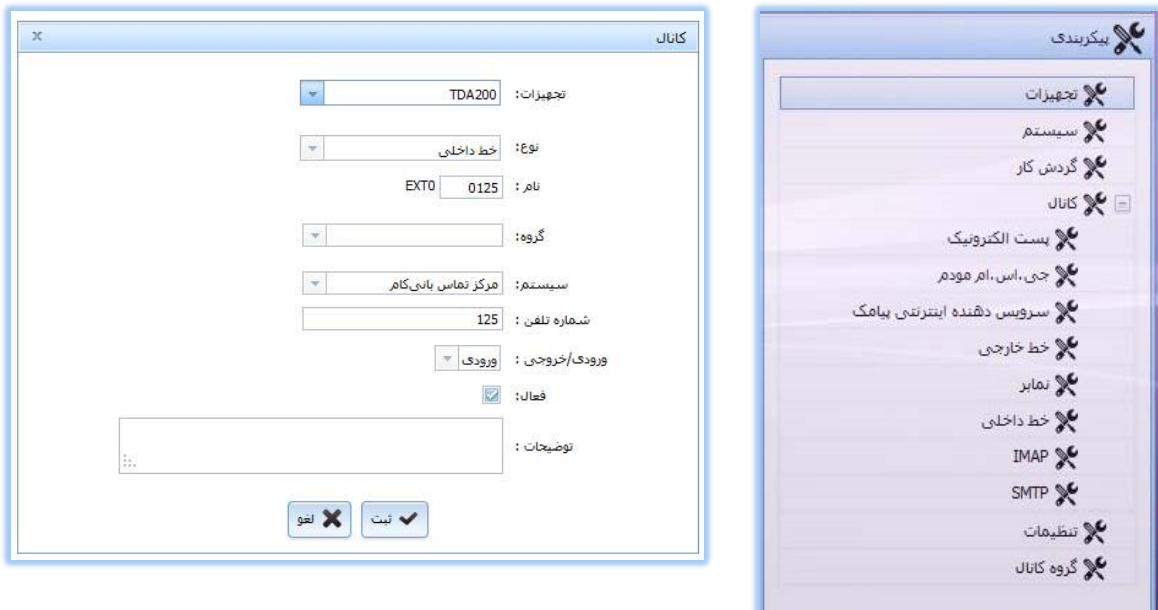 پیکربندی
تجهیزات
سیستم
گردش کار
کانال
پست الکترونیک
جی.اس.ام مودم
سرویس دهنده اینترنتی پیامک
خط خارجی
نمابر
خط داخلی
IMAP
SMTP
تنظیمات
گروه کانال
کانال x
تجهیزات: TDA200
نوع: خط داخلی
نام : 0125 EXT0
گروه:
سیستم: مرکز تماس بانی‌کام
شماره تلفن : 125
ورودی/خروجی : ورودی
فعال:
توضیحات :
ثبت لغو